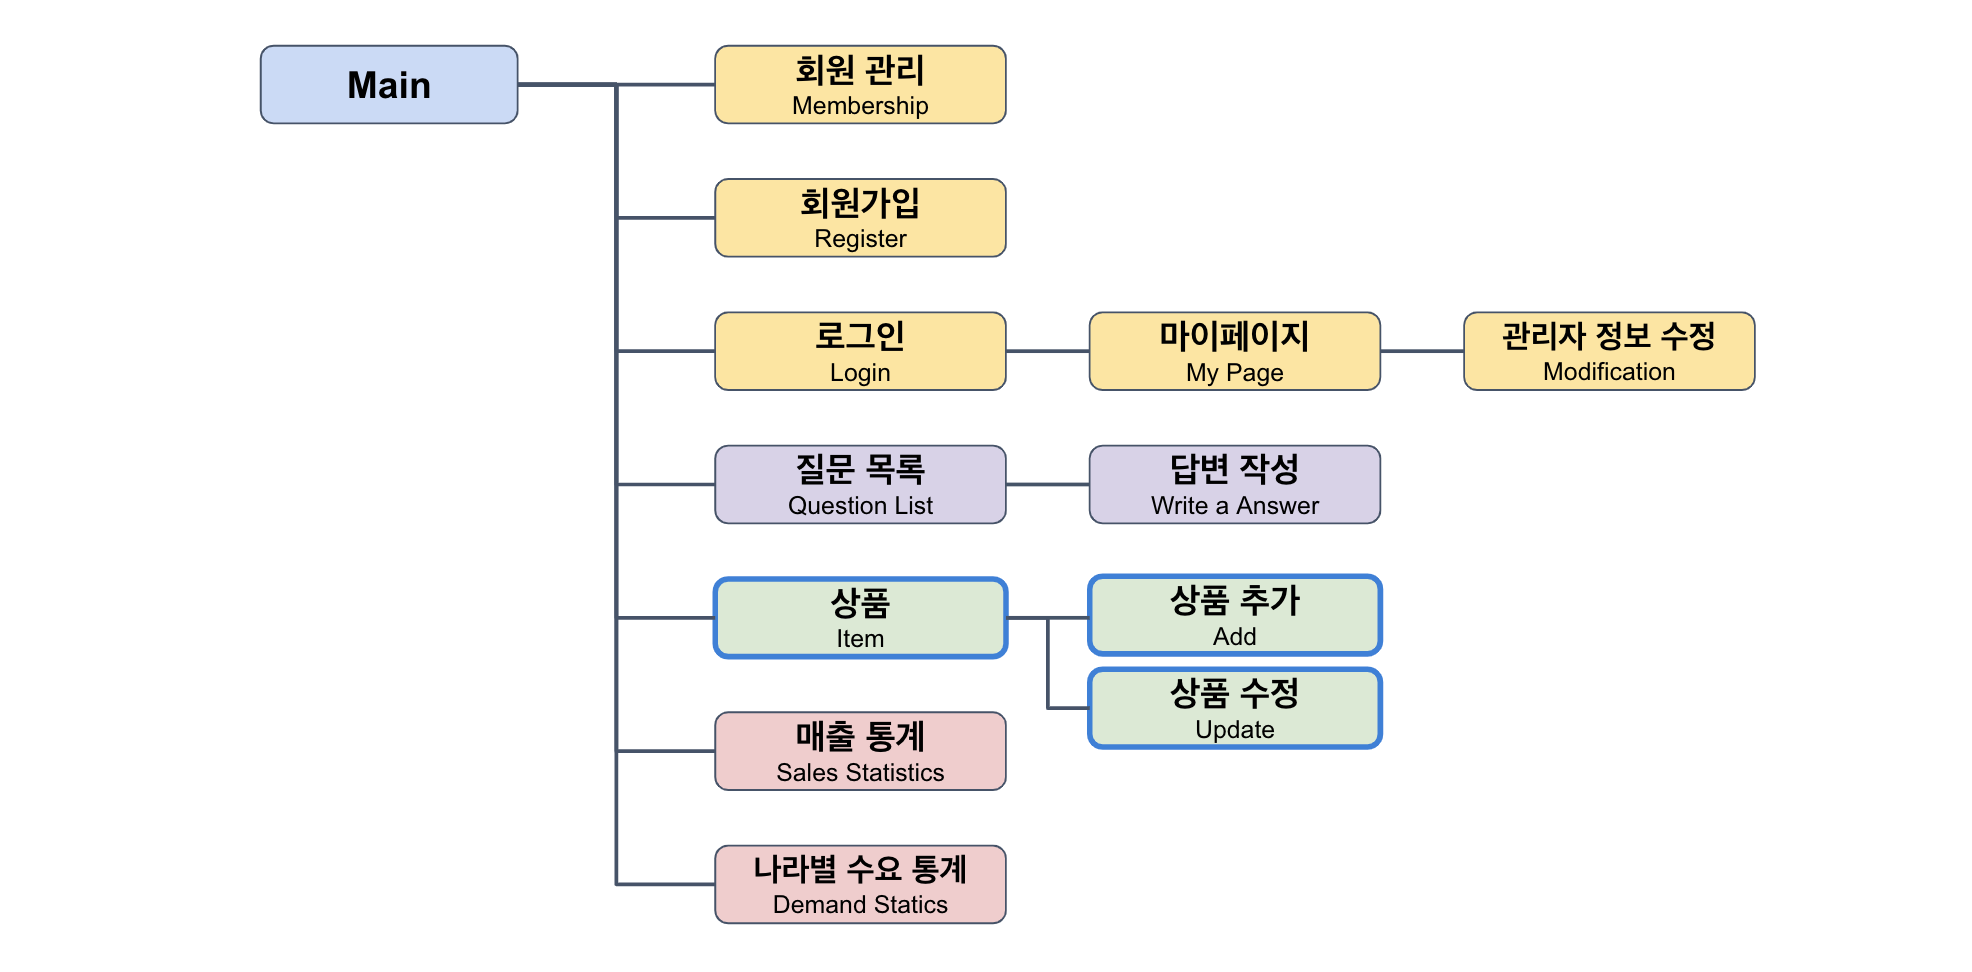 Main
회원 관리
Membership
회원가입
Register
로그인
Login
마이페이지
My Page
관리자 정보 수정
Modification
질문 목록
Question List
답변 작성
Write a Answer
상품
Item
상품 추가
Add
상품 수정
Update
매출 통계
Sales Statistics
나라별 수요 통계
Demand Statics